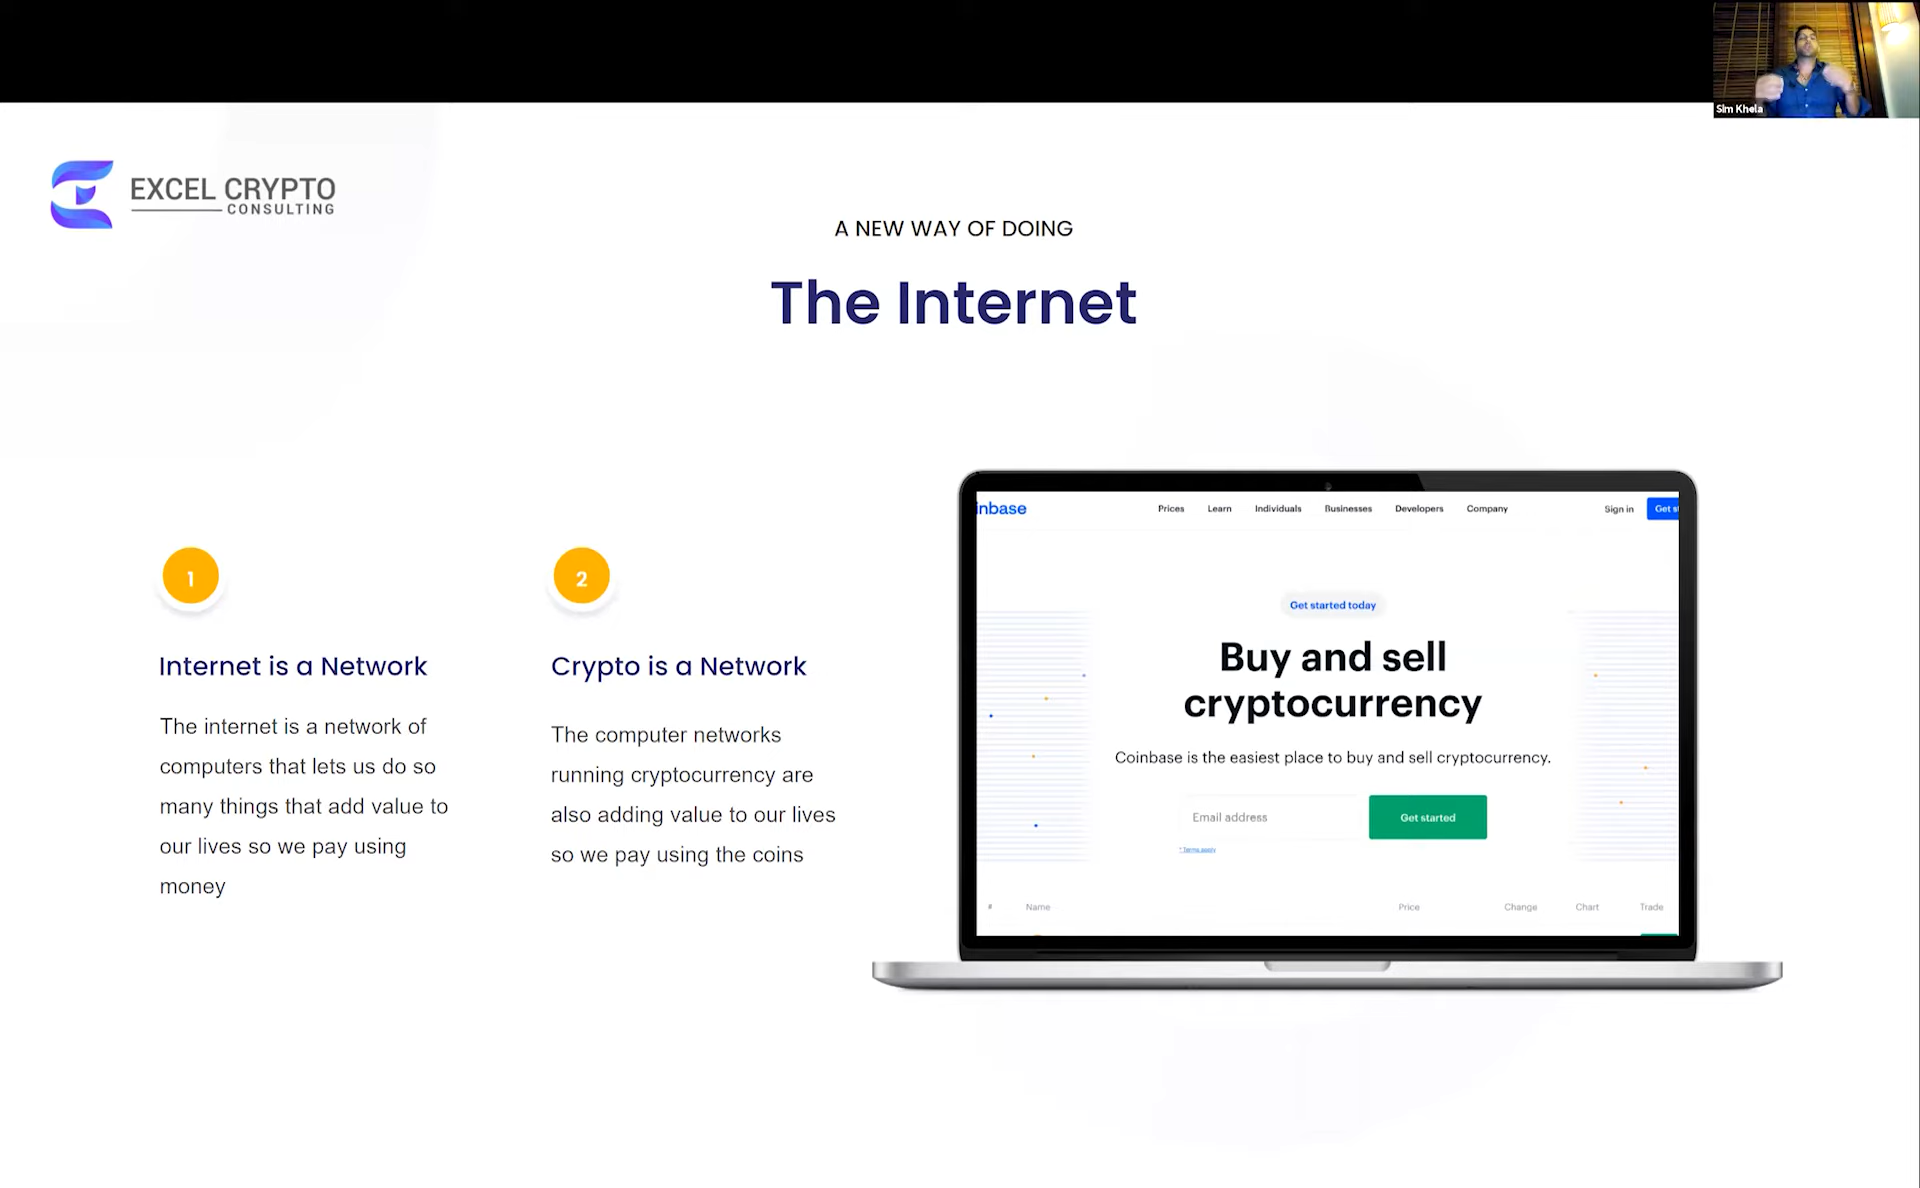 Sim Khela
EXCEL CRYPTO
CONSULTING
A NEW WAY OF DOING
The Internet
1
Internet is a Network
The internet is a network of
computers that lets us do so
many things that add value to
our lives so we pay using
money
2
Crypto is a Network
The computer networks
running cryptocurrency are
also adding value to our lives
so we pay using the coins
inbase Prices Learn Individuals Businesses Developers Company Sign in Get st
Get started today
Buy and sell
cryptocurrency
Coinbase is the easiest place to buy and sell cryptocurrency.
Email address Get started
* Terms apply
# Name Price Change Chart Trade